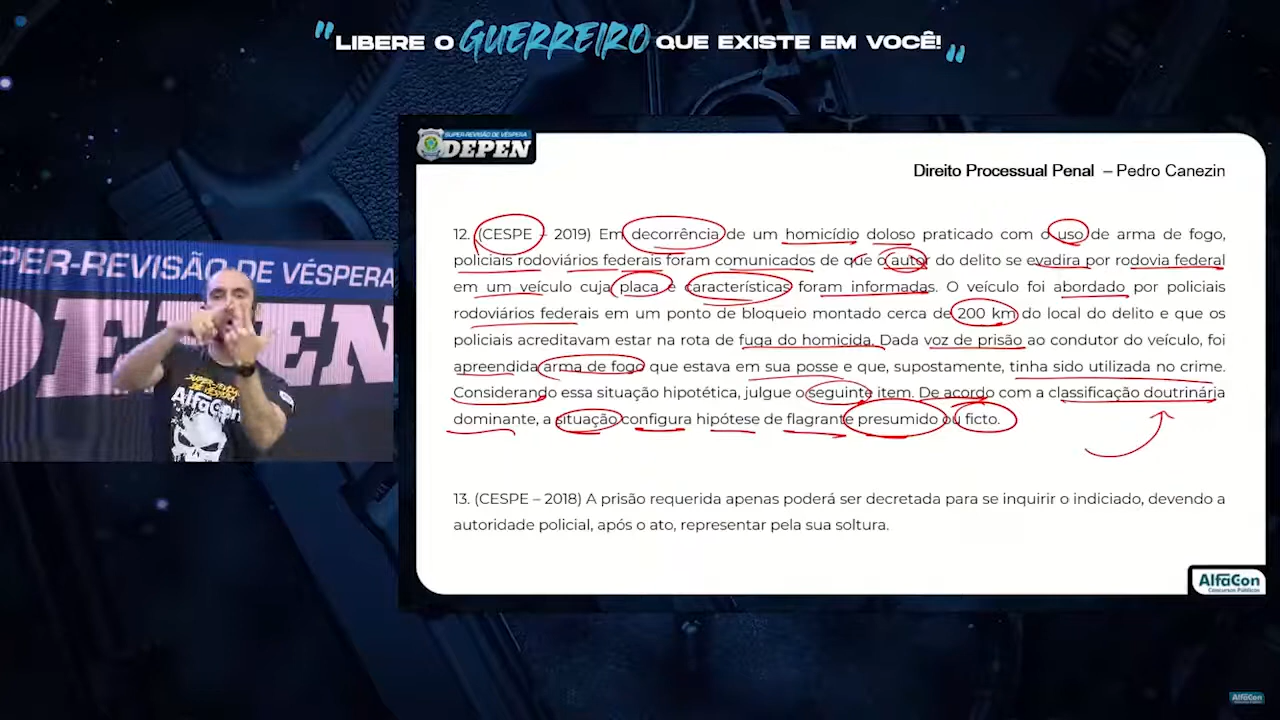 "LIBERE O GUERREIRO QUE EXISTE EM VOCÊ!"
SUPER-REVISÃO DE VÉSPERA
DEPEN
Direito Processual Penal – Pedro Canezin
PER-REVISÃO DE VÉSPERA
DEPEN
AlfaCon
12. (CESPE – 2019) Em decorrência de um homicídio doloso praticado com o uso de arma de fogo,
policiais rodoviários federais foram comunicados de que o autor do delito se evadira por rodovia federal
em um veículo cuja placa e características foram informadas. O veículo foi abordado por policiais
rodoviários federais em um ponto de bloqueio montado cerca de 200 km do local do delito e que os
policiais acreditavam estar na rota de fuga do homicida. Dada voz de prisão ao condutor do veículo, foi
apreendida arma de fogo que estava em sua posse e que, supostamente, tinha sido utilizada no crime.
Considerando essa situação hipotética, julgue o seguinte item. De acordo com a classificação doutrinária
dominante, a situação configura hipótese de flagrante presumido ou ficto.
13. (CESPE – 2018) A prisão requerida apenas poderá ser decretada para se inquirir o indiciado, devendo a
autoridade policial, após o ato, representar pela sua soltura.
AlfaCon
Concursos Públicos
AlfaCon